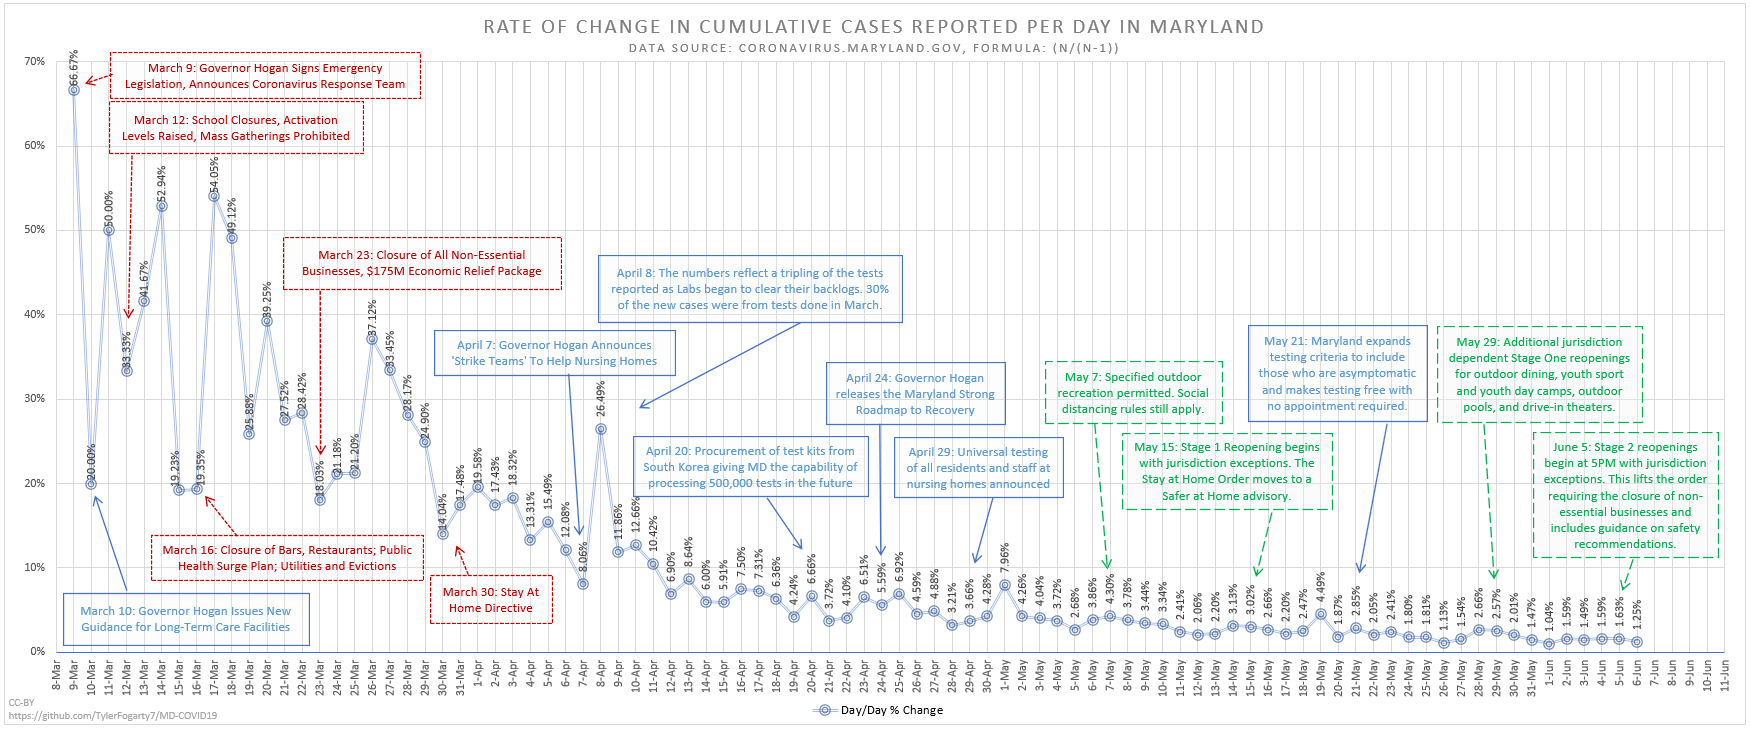 RATE OF CHANGE IN CUMULATIVE CASES REPORTED PER DAY IN MARYLAND
DATA SOURCE: CORONAVIRUS.MARYLAND.GOV, FORMULA: (N/(N-1))
70%
60%
50%
40%
30%
20%
10%
0%
March 9: Governor Hogan Signs Emergency
Legislation, Announces Coronavirus Response Team
March 12: School Closures, Activation
Levels Raised, Mass Gatherings Prohibited
March 23: Closure of All Non-Essential
Businesses, $175M Economic Relief Package
April 8: The numbers reflect a tripling of the tests
reported as Labs began to clear their backlogs. 30%
of the new cases were from tests done in March.
April 7: Governor Hogan Announces
'Strike Teams' To Help Nursing Homes
April 24: Governor Hogan
releases the Maryland Strong
Roadmap to Recovery
April 20: Procurement of test kits from
South Korea giving MD the capability of
processing 500,000 tests in the future
April 29: Universal testing
of all residents and staff at
nursing homes announced
May 7: Specified outdoor
recreation permitted. Social
distancing rules still apply.
May 15: Stage 1 Reopening begins
with jurisdiction exceptions. The
Stay at Home Order moves to a
Safer at Home advisory.
May 21: Maryland expands
testing criteria to include
those who are asymptomatic
and makes testing free with
no appointment required.
May 29: Additional jurisdiction
dependent Stage One reopenings
for outdoor dining, youth sport
and youth day camps, outdoor
pools, and drive-in theaters.
June 5: Stage 2 reopenings
begin at 5PM with jurisdiction
exceptions. This lifts the order
requiring the closure of non-
essential businesses and
includes guidance on safety
recommendations.
March 16: Closure of Bars, Restaurants; Public
Health Surge Plan; Utilities and Evictions
March 30: Stay At
Home Directive
March 10: Governor Hogan Issues New
Guidance for Long-Term Care Facilities
66.67%
20.00%
50.00%
33.33%
41.67%
52.94%
19.23%
19.35%
54.05%
49.12%
25.88%
39.25%
27.52%
28.42%
18.03%
21.18%
21.20%
37.12%
33.45%
28.17%
24.90%
14.04%
17.48%
19.58%
17.43%
18.32%
13.31%
15.49%
12.08%
8.06%
26.49%
11.86%
12.66%
10.42%
6.90%
8.64%
6.00%
5.91%
7.50%
7.31%
6.36%
4.24%
6.66%
3.72%
4.10%
6.51%
5.59%
6.92%
4.59%
4.88%
3.21%
3.66%
4.28%
7.96%
4.26%
4.04%
3.72%
2.68%
3.86%
4.30%
3.78%
3.44%
3.34%
2.41%
2.06%
2.20%
3.13%
3.02%
2.66%
2.20%
2.47%
4.49%
1.87%
2.85%
2.05%
2.41%
1.80%
1.81%
1.13%
1.54%
2.66%
2.57%
2.01%
1.47%
1.04%
1.59%
1.49%
1.59%
1.63%
1.25%
8-Mar
9-Mar
10-Mar
11-Mar
12-Mar
13-Mar
14-Mar
15-Mar
16-Mar
17-Mar
18-Mar
19-Mar
20-Mar
21-Mar
22-Mar
23-Mar
24-Mar
25-Mar
26-Mar
27-Mar
28-Mar
29-Mar
30-Mar
31-Mar
1-Apr
2-Apr
3-Apr
4-Apr
5-Apr
6-Apr
7-Apr
8-Apr
9-Apr
10-Apr
11-Apr
12-Apr
13-Apr
14-Apr
15-Apr
16-Apr
17-Apr
18-Apr
19-Apr
20-Apr
21-Apr
22-Apr
23-Apr
24-Apr
25-Apr
26-Apr
27-Apr
28-Apr
29-Apr
30-Apr
1-May
2-May
3-May
4-May
5-May
6-May
7-May
8-May
9-May
10-May
11-May
12-May
13-May
14-May
15-May
16-May
17-May
18-May
19-May
20-May
21-May
22-May
23-May
24-May
25-May
26-May
27-May
28-May
29-May
30-May
31-May
1-Jun
2-Jun
3-Jun
4-Jun
5-Jun
6-Jun
7-Jun
8-Jun
9-Jun
10-Jun
11-Jun
Day/Day % Change
CC-BY
https://github.com/TylerFogarty7/MD-COVID19